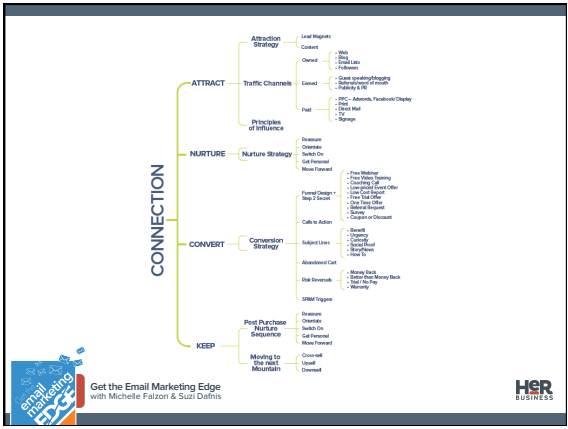 CONNECTION
ATTRACT
Attraction
Strategy
Lead Magnets
Content
Traffic Channels
Owned
• Web
• Blog
• Email Lists
• Followers
Earned
• Guest speaking/blogging
• Referrals/word of mouth
• Publicity & PR
Paid
• PPC – Adwords, Facebook/ Display
• Print
• Direct Mail
• TV
• Signage
Principles
of Influence
NURTURE
Nurture Strategy
Reassure
Orientate
Switch On
Get Personal
Move Forward
CONVERT
Conversion
Strategy
Funnel Design +
Step 2 Secret
• Free Webinar
• Free Video Training
• Coaching Call
• Low-priced Event Offer
• Low Cost Report
• Free Trial Offer
• One Time Offer
• Referral Request
• Survey
• Coupon or Discount
Calls to Action
Subject Lines
• Benefit
• Urgency
• Curiosity
• Social Proof
• Story/News
• How To
Abandoned Cart
Risk Reversals
• Money Back
• Better than Money Back
• Trial / No Pay
• Warranty
SPAM Triggers
KEEP
Post Purchase
Nurture
Sequence
Reassure
Orientate
Switch On
Get Personal
Move Forward
Moving to
the next
Mountain
Cross-sell
Upsell
Downsell
Get the
email
marketing
EDGE
Get the Email Marketing Edge
with Michelle Falzon & Suzi Dafnis
HeR
BUSINESS